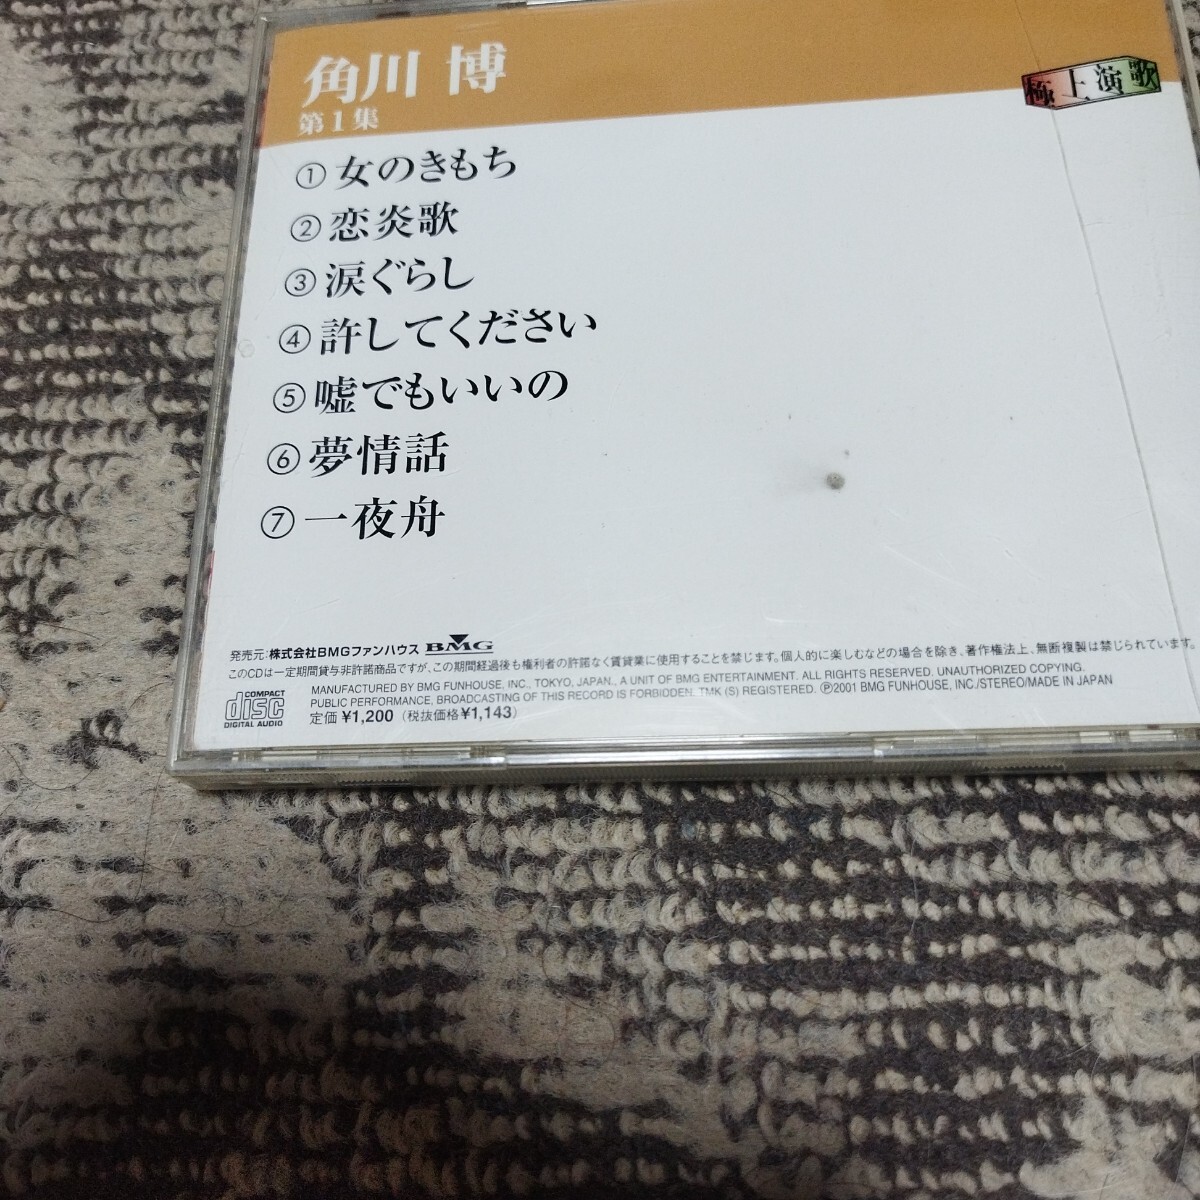 角川 博
第1集
極上演歌
①女のきもち
②恋炎歌
③涙ぐらし
④許してください
⑤嘘でもいいの
⑥夢情話
⑦一夜舟
発売元:株式会社BMGファンハウス BMG
このCDは一定期間貸与非許諾商品ですが、この期間経過後も権利者の許諾なく賃貸業に使用することを禁じます。個人的に楽しむなどの場合を除き、著作権法上、無断複製は禁じられています。
COMPACT disc DIGITAL AUDIO
MANUFACTURED BY BMG FUNHOUSE, INC., TOKYO, JAPAN., A UNIT OF BMG ENTERTAINMENT. ALL RIGHTS RESERVED. UNAUTHORIZED COPYING.
PUBLIC PERFORMANCE, BROADCASTING OF THIS RECORD IS FORBIDDEN. TMK (S) REGISTERED. Ⓟ2001 BMG FUNHOUSE, INC./STEREO/MADE IN JAPAN
定価 ¥1,200 (税抜価格¥1,143)